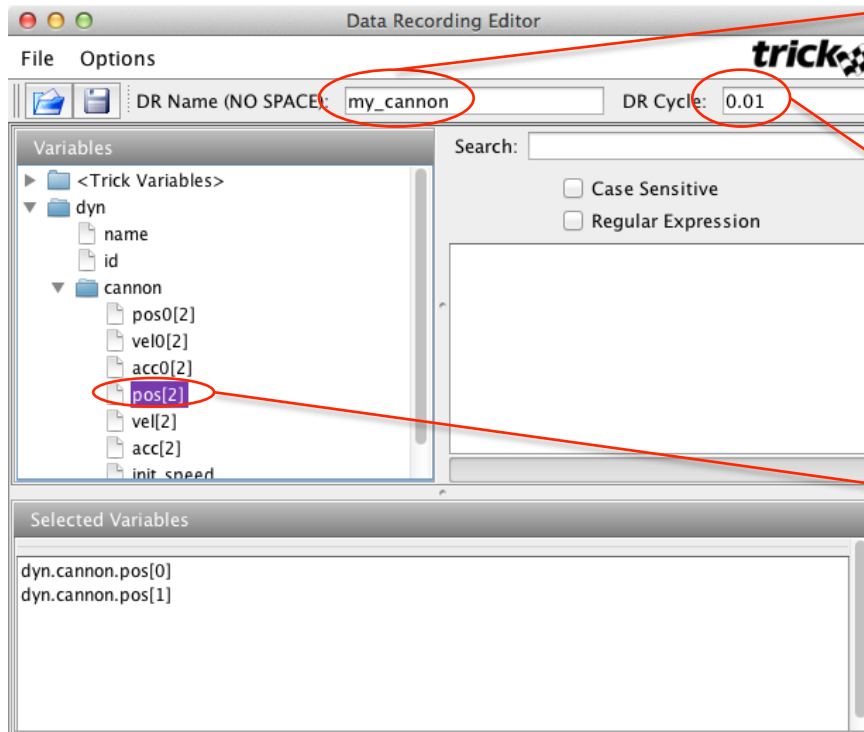 Data Recording Editor
File Options
trick
DR Name (NO SPACE): my_cannon DR Cycle: 0.01
Variables
Search:
<Trick Variables>
Case Sensitive
dyn
Regular Expression
name
id
cannon
pos0[2]
vel0[2]
acc0[2]
pos[2]
vel[2]
acc[2]
init_speed
Selected Variables
dyn.cannon.pos[0]
dyn.cannon.pos[1]